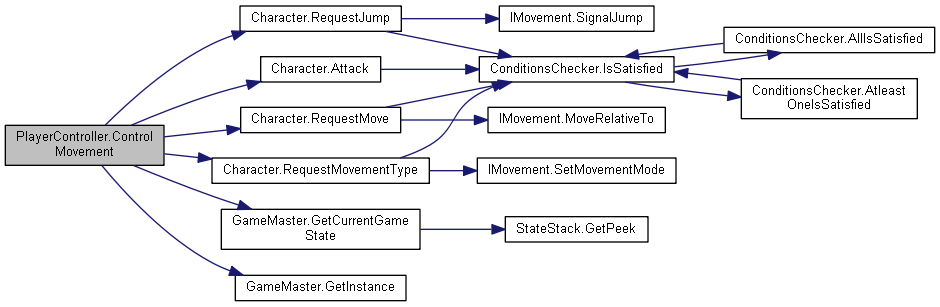 PlayerController.Control
Movement
Character.RequestJump
IMovement.SignalJump
Character.Attack
ConditionsChecker.IsSatisfied
ConditionsChecker.AllIsSatisfied
ConditionsChecker.Atleast
OneIsSatisfied
Character.RequestMove
IMovement.MoveRelativeTo
Character.RequestMovementType
IMovement.SetMovementMode
GameMaster.GetCurrentGame
State
StateStack.GetPeek
GameMaster.GetInstance